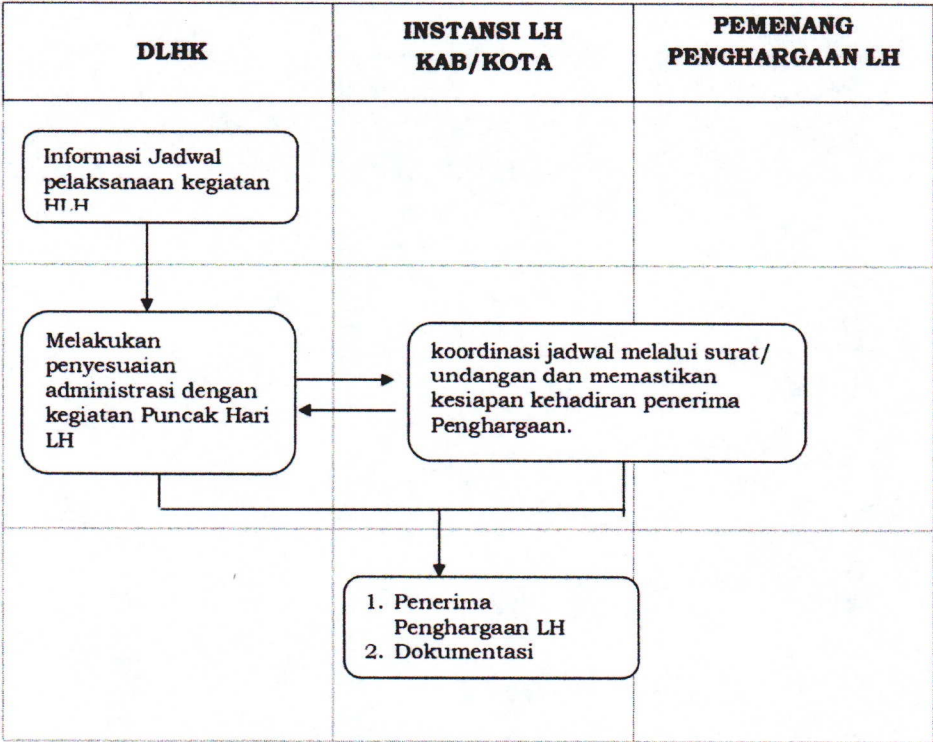 DLHK
INSTANSI LH
KAB/KOTA
PEMENANG
PENGHARGAAN LH
Informasi Jadwal
pelaksanaan kegiatan
HLH
Melakukan
penyesuaian
administrasi dengan
kegiatan Puncak Hari
LH
koordinasi jadwal melalui surat/
undangan dan memastikan
kesiapan kehadiran penerima
Penghargaan.
1. Penerima
Penghargaan LH
2. Dokumentasi